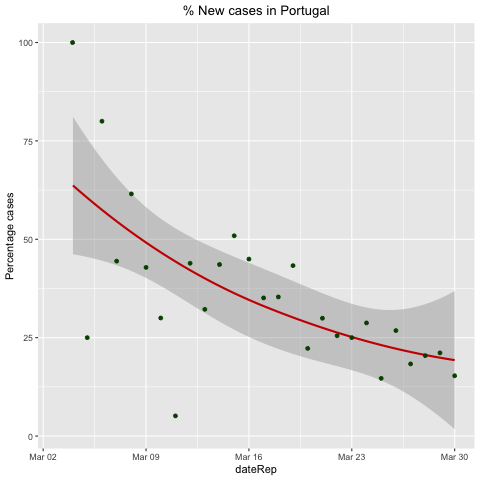 % New cases in Portugal
Percentage cases
100
75
50
25
0
Mar 02
Mar 09
Mar 16
Mar 23
Mar 30
dateRep